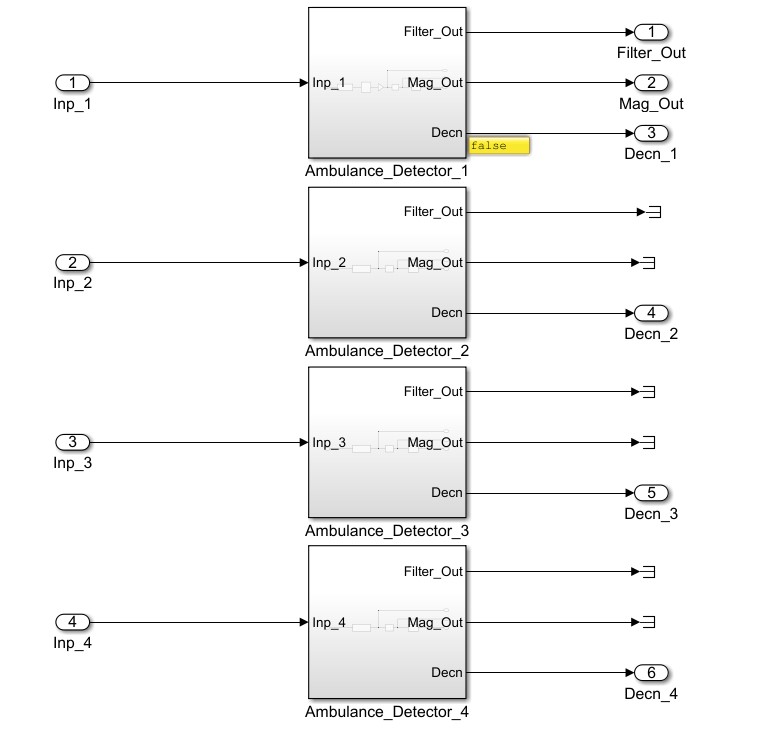 Filter_Out
1
Filter_Out
1
Inp_1
Inp_1
Mag_Out
2
Mag_Out
Decn
3
false
Decn_1
Ambulance_Detector_1
Filter_Out
2
Inp_2
Inp_2
Mag_Out
Decn
4
Decn_2
Ambulance_Detector_2
Filter_Out
3
Inp_3
Inp_3
Mag_Out
Decn
5
Decn_3
Ambulance_Detector_3
Filter_Out
4
Inp_4
Inp_4
Mag_Out
Decn
6
Decn_4
Ambulance_Detector_4